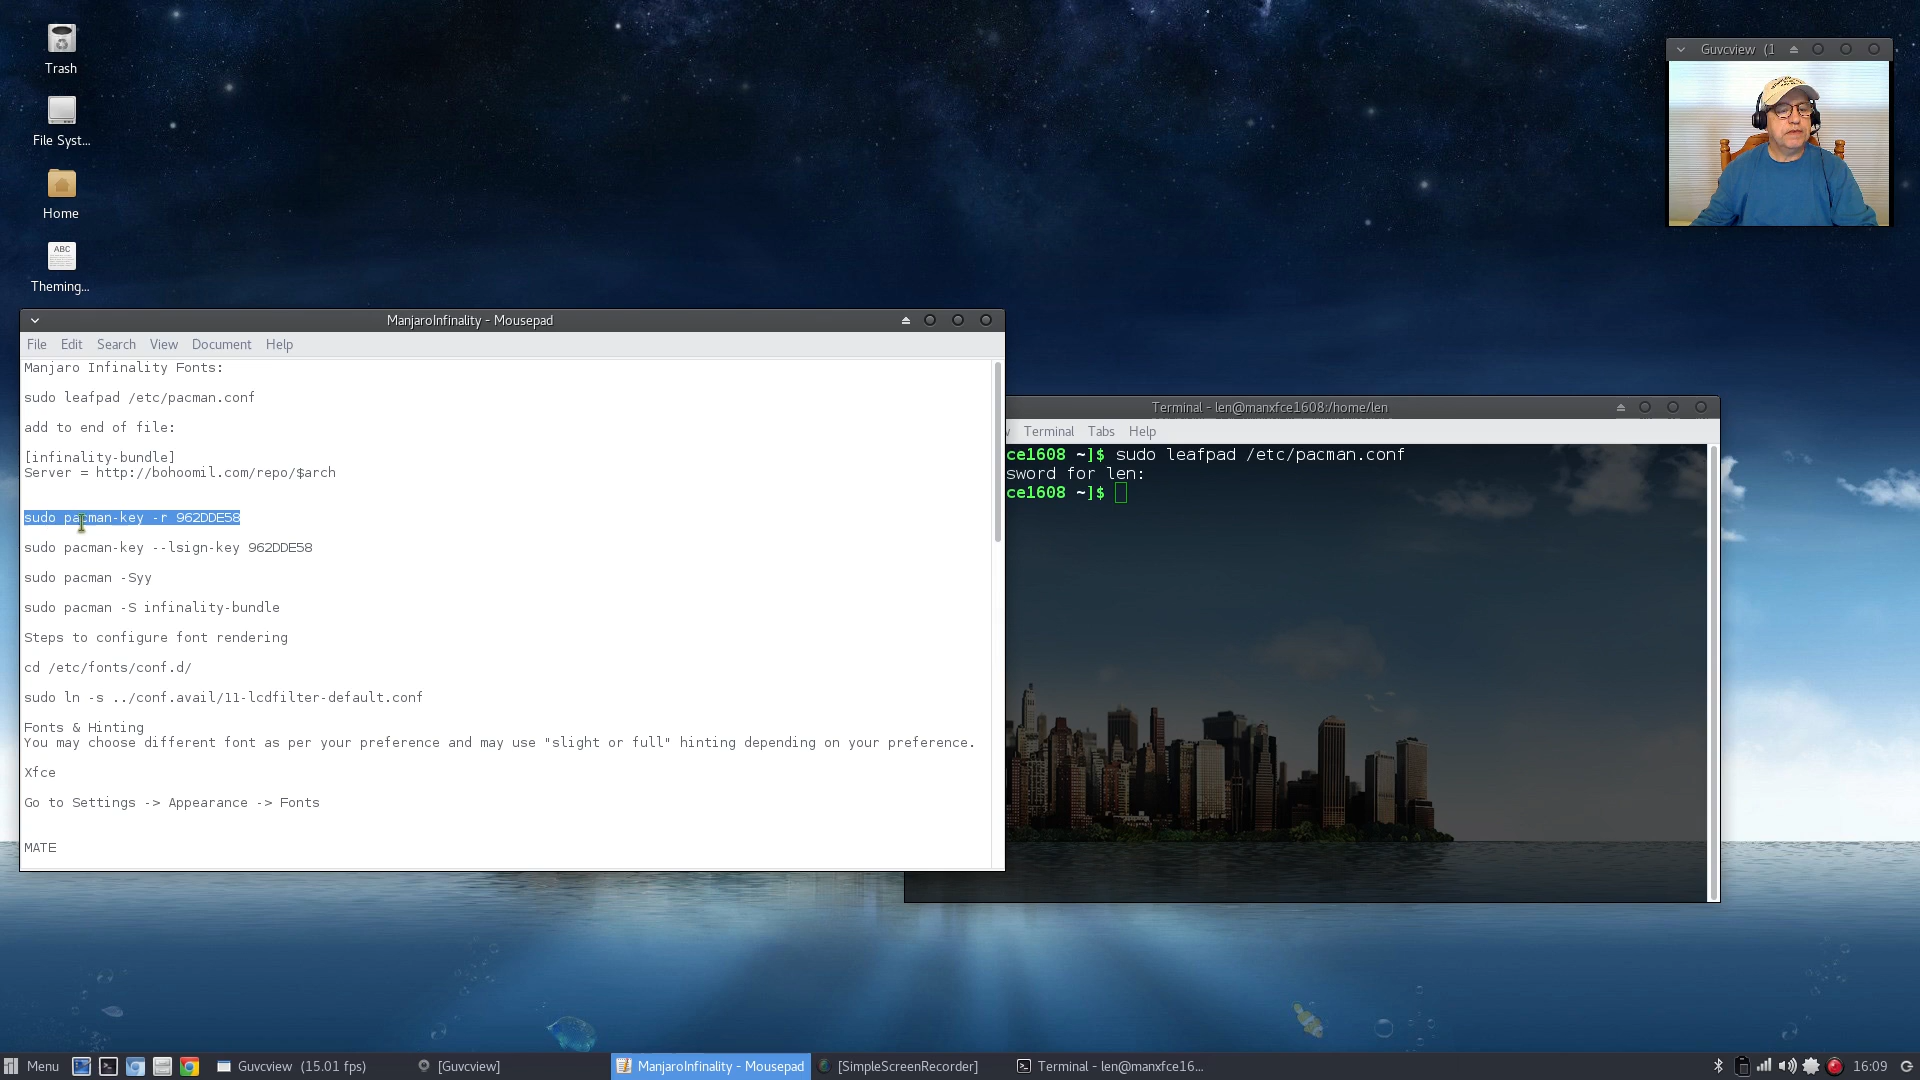 Trash
File Syst...
Home
ABC
Theming...
Guvcview (1
ManjaroInfinality - Mousepad
File Edit Search View Document Help
Manjaro Infinality Fonts:
sudo leafpad /etc/pacman.conf
add to end of file:
[infinality-bundle]
Server = http://bohoomil.com/repo/$arch
sudo pacman-key -r 962DDE58
sudo pacman-key --lsign-key 962DDE58
sudo pacman -Syy
sudo pacman -S infinality-bundle
Steps to configure font rendering
cd /etc/fonts/conf.d/
sudo ln -s ../conf.avail/11-lcdfilter-default.conf
Fonts & Hinting
You may choose different font as per your preference and may use "slight or full" hinting depending on your preference.
Xfce
Go to Settings -> Appearance -> Fonts
MATE
Terminal - len@manxfce1608:/home/len
w Terminal Tabs Help
ce1608 ~]$ sudo leafpad /etc/pacman.conf
sword for len:
ce1608 ~]$
Menu Guvcview (15.01 fps) [Guvcview] ManjaroInfinality - Mousepad [SimpleScreenRecorder] Terminal - len@manxfce16... 16:09